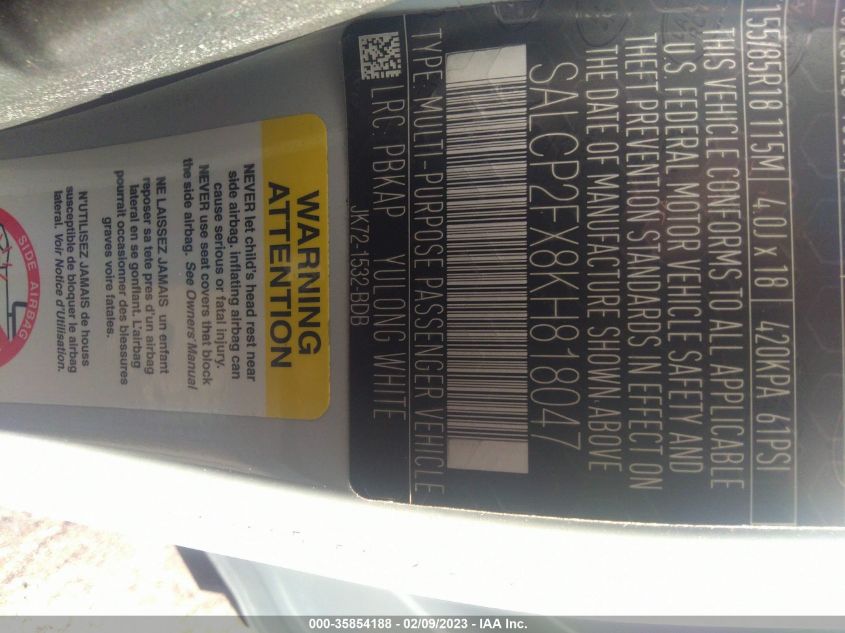 155/85R18 115M 4.0J x 18 420KPA 61PSI
THIS VEHICLE CONFORMS TO ALL APPLICABLE
U.S. FEDERAL MOTOR VEHICLE SAFETY AND
THEFT PREVENTION STANDARDS IN EFFECT ON
THE DATE OF MANUFACTURE SHOWN ABOVE
SALCP2FX8KH818047
TYPE MULTI-PURPOSE PASSENGER VEHICLE
LRC PBKAP YULONG WHITE
JK72-1532-BDB
WARNING
ATTENTION
NEVER let child's head rest near
side airbag, inflating airbag can
cause serious or fatal injury.
NEVER use seat covers that block
the side airbag. See Owners Manual
NE LAISSEZ JAMAIS un enfant
reposer sa tete pres d'un airbag
lateral en se gonflant. L'airbag
pourrait occasionner des blessures
graves voire fatales.
N'UTILISEZ JAMAIS de houss
susceptible de bloquer le airbag
lateral. Voir Notice d'Utilisation.
SIDE AIRBAG
000-35854188 - 02/09/2023 - IAA Inc.